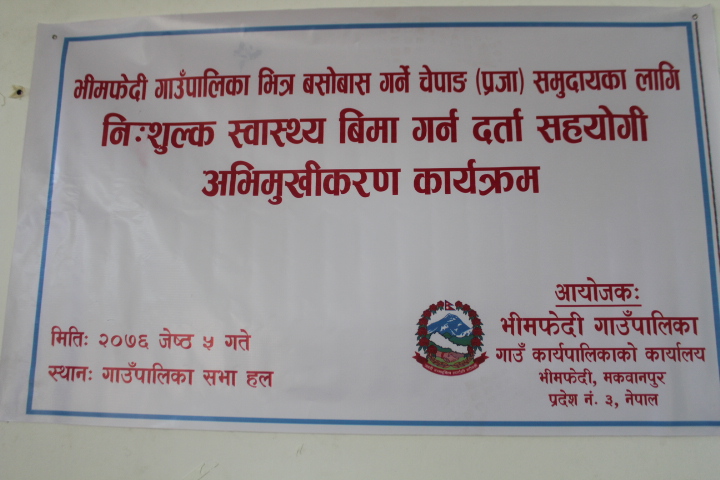 भीमफेदी गाउँपालिका भित्र बसोबास गर्ने चेपाङ (प्रजा) समुदायका लागि
निःशुल्क स्वास्थ्य बिमा गर्न दर्ता सहयोगी
अभिमुखीकरण कार्यक्रम
मितिः २०७६ जेष्ठ ५ गते
स्थानः गाउँपालिका सभा हल
आयोजकः
भीमफेदी गाउँपालिका
गाउँ कार्यपालिकाको कार्यालय
भीमफेदी, मकवानपुर
प्रदेश नं. ३, नेपाल